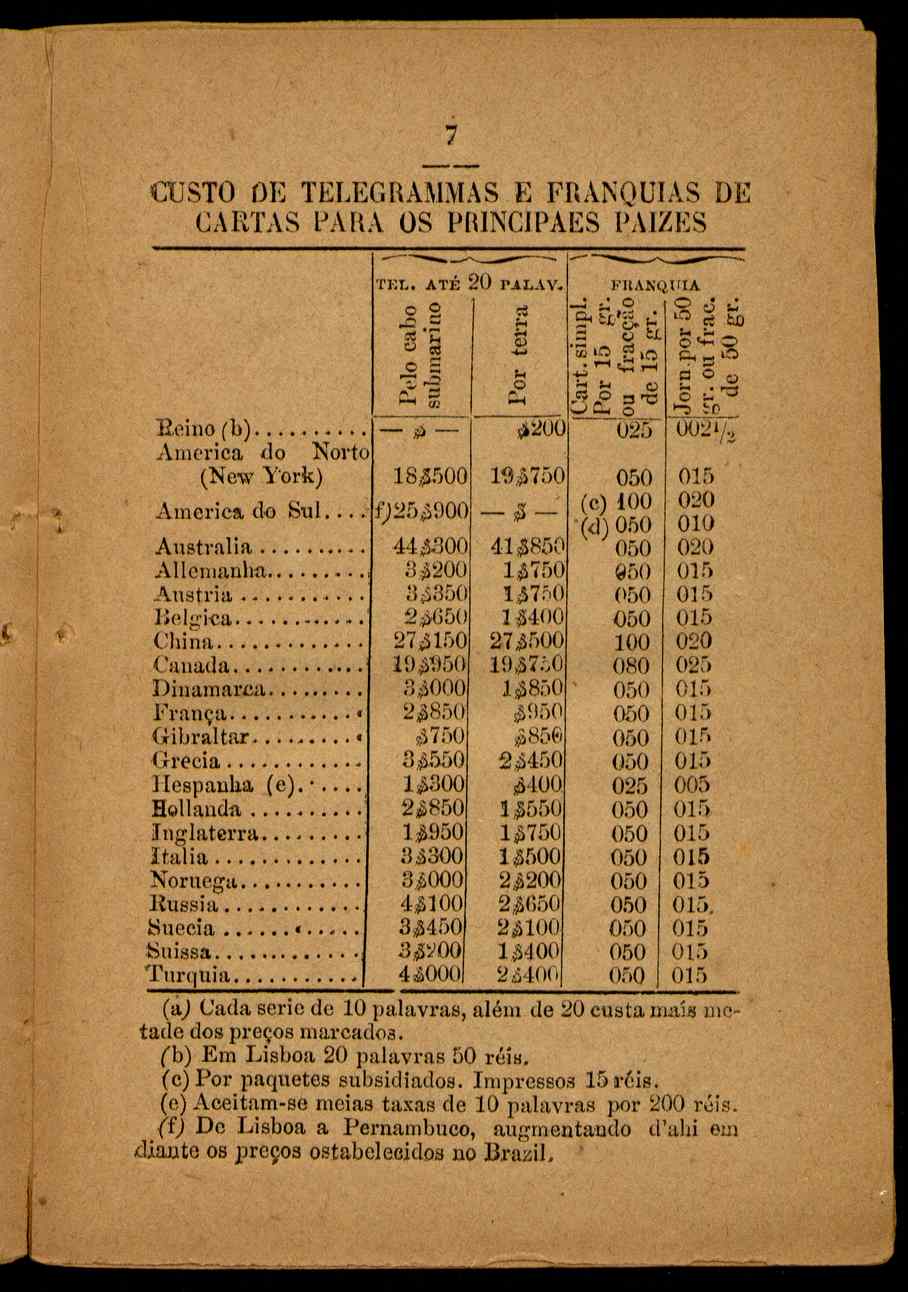 7
CUSTO DE TELEGRAMMAS E FRANQUIAS DE
CARTAS PARA OS PRINCIPAES PAIZES
TEL. ATÉ 20 PALAV. FRANQUIA
Pelo cabo
submarino
Por terra
Cart. simpl.
Por 15 gr.
ou fracção
de 15 gr.
Jorn. por 50
gr. ou frac.
de 50 gr.
Reino (b).......... — $ — $200 025 002 1/2
America do Norto
(New York) 18$500 19$750 050 015
America do Sul.... f)25$900 — $ — (c) 100 020
(d) 050 010
Australia .......... 44$300 41$850 050 020
Allemanha.......... 3$200 1$750 050 015
Austria ........... 3$350 1$750 050 015
Belgica............ 2$650 1$400 050 015
China............. 27$150 27$500 100 020
Canada............ 19$950 19$750 080 025
Dinamarca......... 3$000 1$850 050 015
França........... 2$850 $950 050 015
Gibraltar.......... $750 $850 050 015
Grecia ............ 3$550 2$450 050 015
Hespanha (e). ..... 1$300 $400 025 005
Hollanda .......... 2$850 1$550 050 015
Inglaterra......... 1$950 1$750 050 015
Italia ............. 3$300 1$500 050 015
Noruega........... 3$000 2$200 050 015
Russia ............ 4$100 2$650 050 015.
Suecia ............ 3$450 2$100 050 015
Suissa............. 3$200 1$400 050 015
Turquia........... 4$000 2$400 050 015
(a) Cada serie de 10 palavras, além de 20 custa mais me-
tade dos preços marcados.
(b) Em Lisboa 20 palavras 50 réis.
(c) Por paquetes subsidiados. Impressos 15 réis.
(e) Aceitam-se meias taxas de 10 palavras por 200 réis.
(f) De Lisboa a Pernambuco, augmentando d'ahi em
diante os preços ostabelecidos no Brazil.